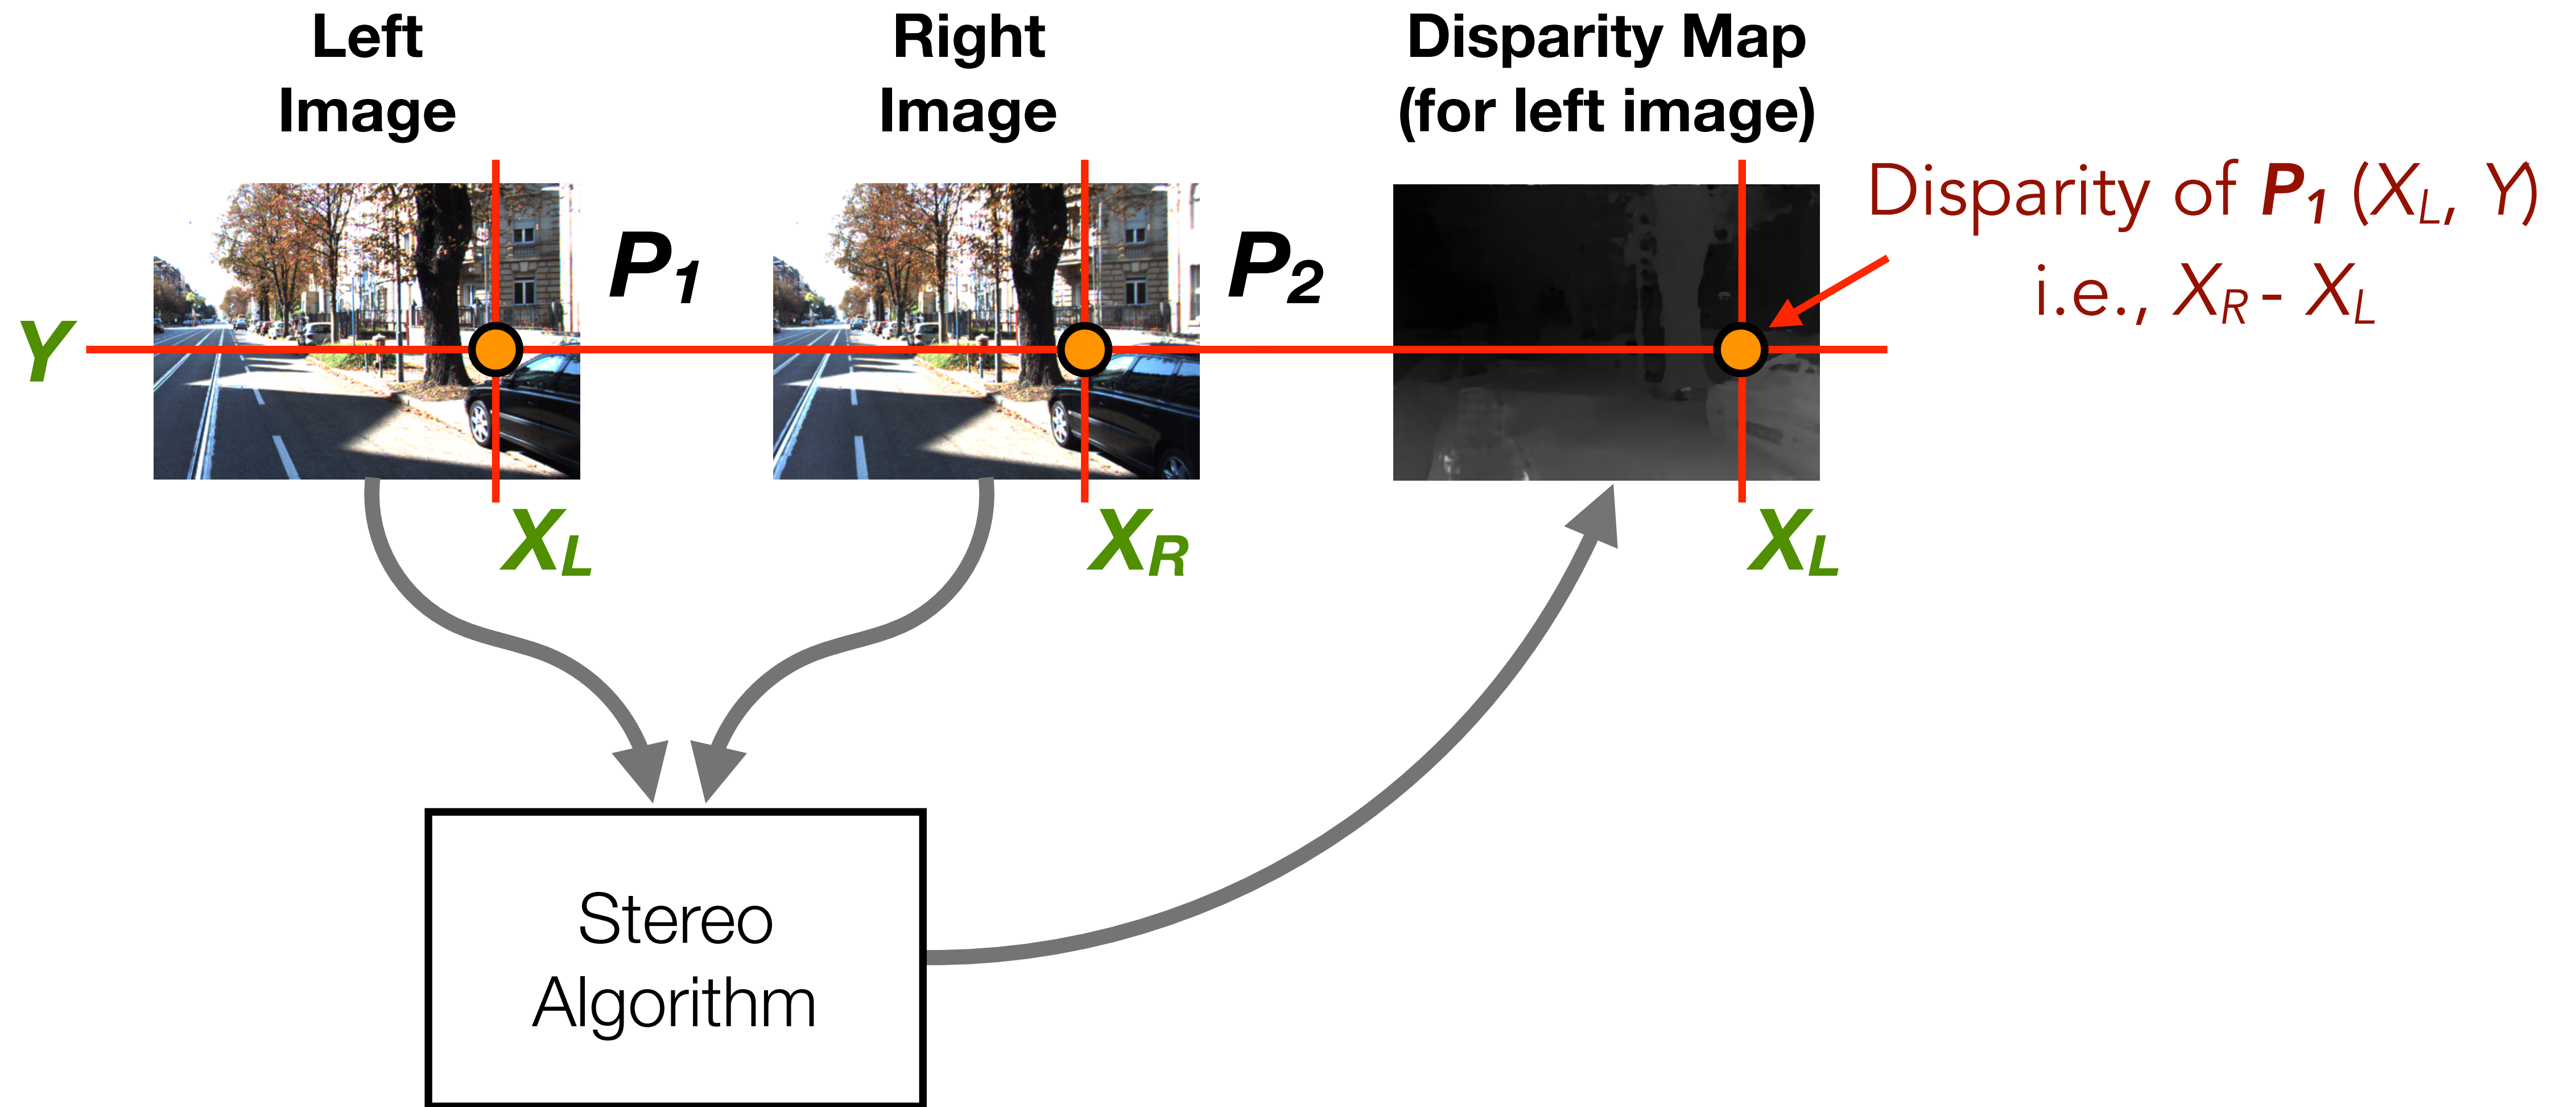 Left
Image
Right
Image
Disparity Map
(for left image)
Disparity of P1 (XL, Y)
i.e., XR - XL
P1
P2
Y
XL
XR
XL
Stereo
Algorithm